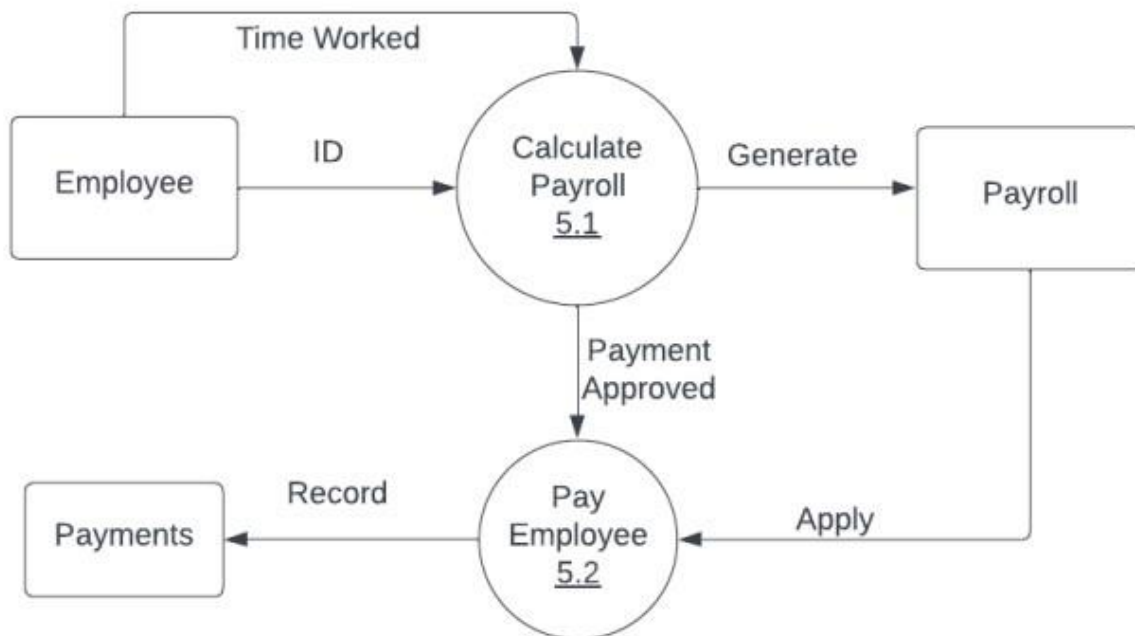 Time Worked
Employee
ID
Calculate
Payroll
5.1
Generate
Payroll
Payment
Approved
Payments
Record
Pay
Employee
5.2
Apply